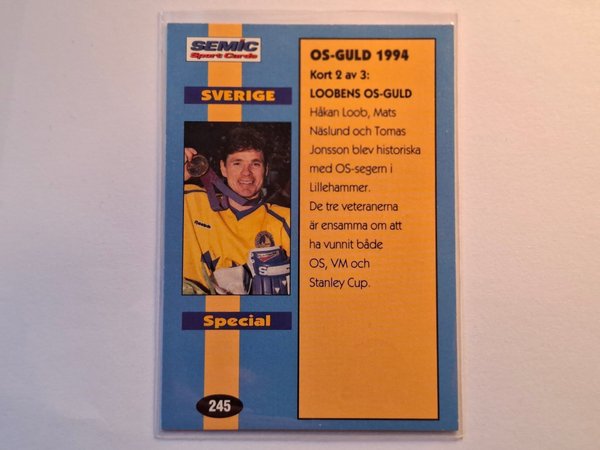 SEMIC
Sport Cards
SVERIGE
Special
245
OS-GULD 1994
Kort 2 av 3:
LOOBENS OS-GULD
Håkan Loob, Mats
Näslund och Tomas
Jonsson blev historiska
med OS-segern i
Lillehammer.
De tre veteranerna
är ensamma om att
ha vunnit både
OS, VM och
Stanley Cup.